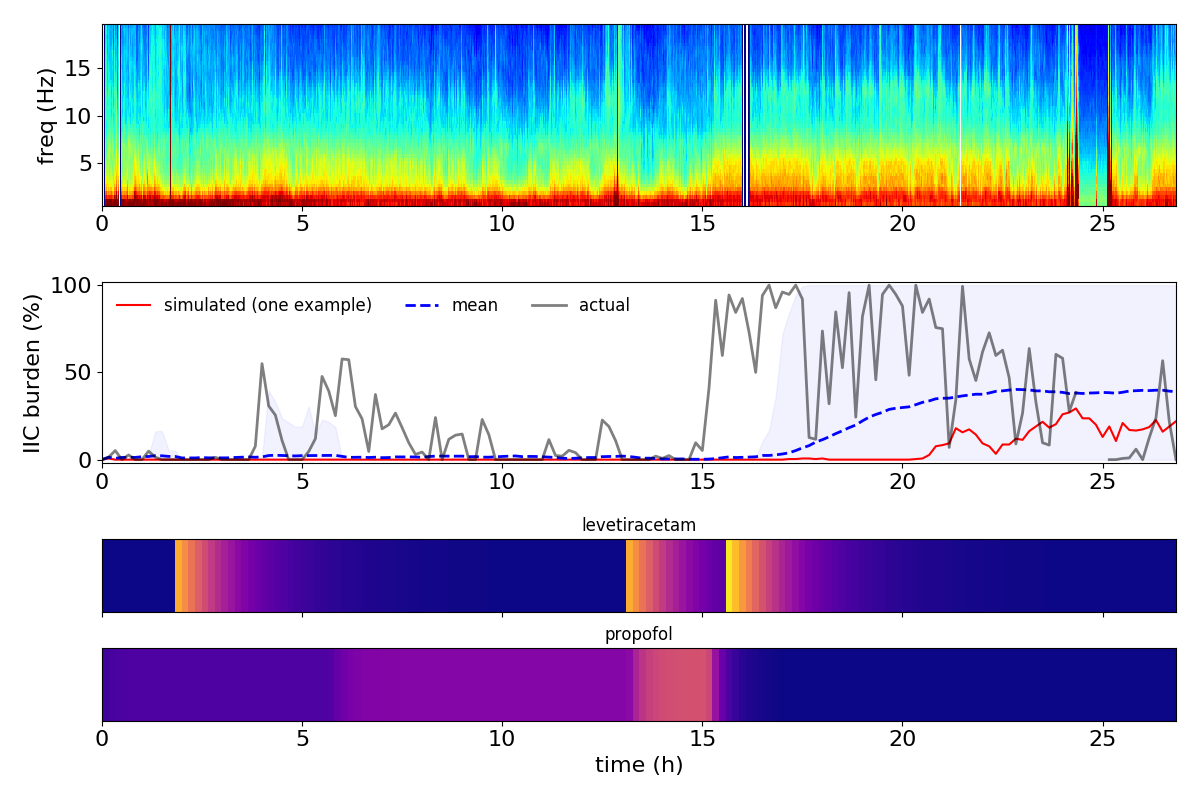 freq (Hz)
15
10
5
0 5 10 15 20 25
IIC burden (%)
100
50
0
simulated (one example) mean actual
0 5 10 15 20 25
levetiracetam
propofol
0 5 10 15 20 25
time (h)